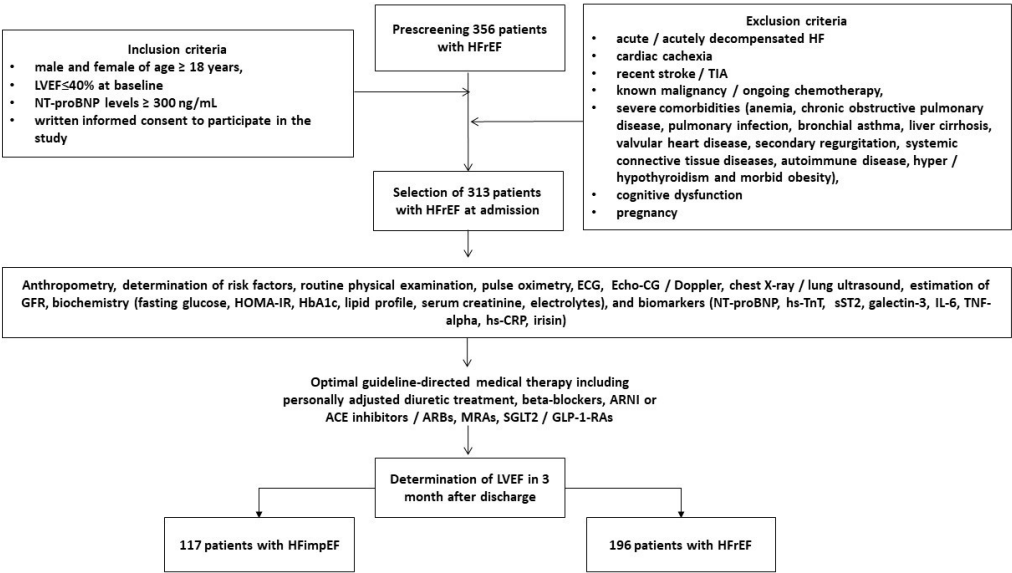 Prescreening 356 patients
with HFrEF
Inclusion criteria
• male and female of age ≥ 18 years,
• LVEF≤40% at baseline
• NT-proBNP levels ≥ 300 ng/mL
• written informed consent to participate in the
study
Exclusion criteria
• acute / acutely decompensated HF
• cardiac cachexia
• recent stroke / TIA
• known malignancy / ongoing chemotherapy,
• severe comorbidities (anemia, chronic obstructive pulmonary
disease, pulmonary infection, bronchial asthma, liver cirrhosis,
valvular heart disease, secondary regurgitation, systemic
connective tissue diseases, autoimmune disease, hyper /
hypothyroidism and morbid obesity),
• cognitive dysfunction
• pregnancy
Selection of 313 patients
with HFrEF at admission
Anthropometry, determination of risk factors, routine physical examination, pulse oximetry, ECG, Echo-CG / Doppler, chest X-ray / lung ultrasound, estimation of
GFR, biochemistry (fasting glucose, HOMA-IR, HbA1c, lipid profile, serum creatinine, electrolytes), and biomarkers (NT-proBNP, hs-TnT, sST2, galectin-3, IL-6, TNF-
alpha, hs-CRP, irisin)
Optimal guideline-directed medical therapy including
personally adjusted diuretic treatment, beta-blockers, ARNI or
ACE inhibitors / ARBs, MRAs, SGLT2 / GLP-1-RAs
Determination of LVEF in 3
month after discharge
117 patients with HFimpEF
196 patients with HFrEF